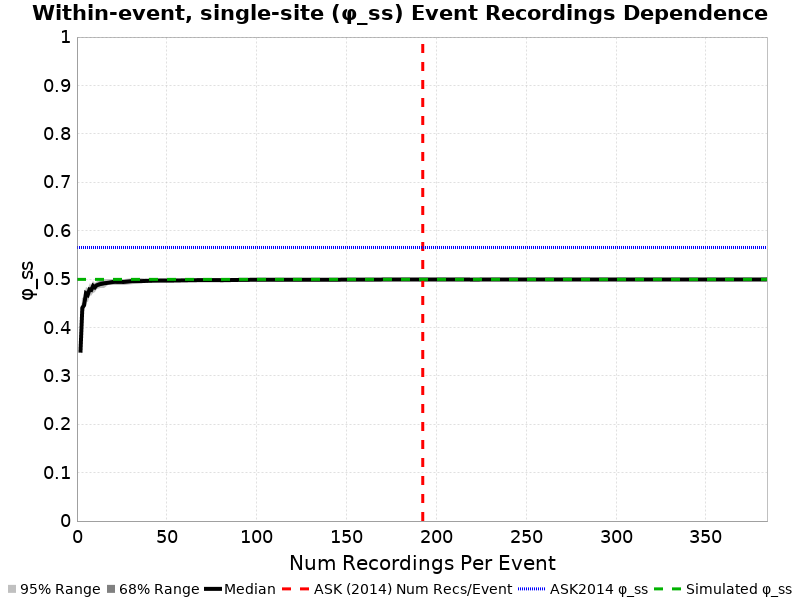 Within-event, single-site (φ_ss) Event Recordings Dependence
1
0.9
0.8
0.7
0.6
0.5
0.4
0.3
0.2
0.1
0
φ_ss
0 50 100 150 200 250 300 350
Num Recordings Per Event
95% Range 68% Range Median ASK (2014) Num Recs/Event ASK2014 φ_ss Simulated φ_ss